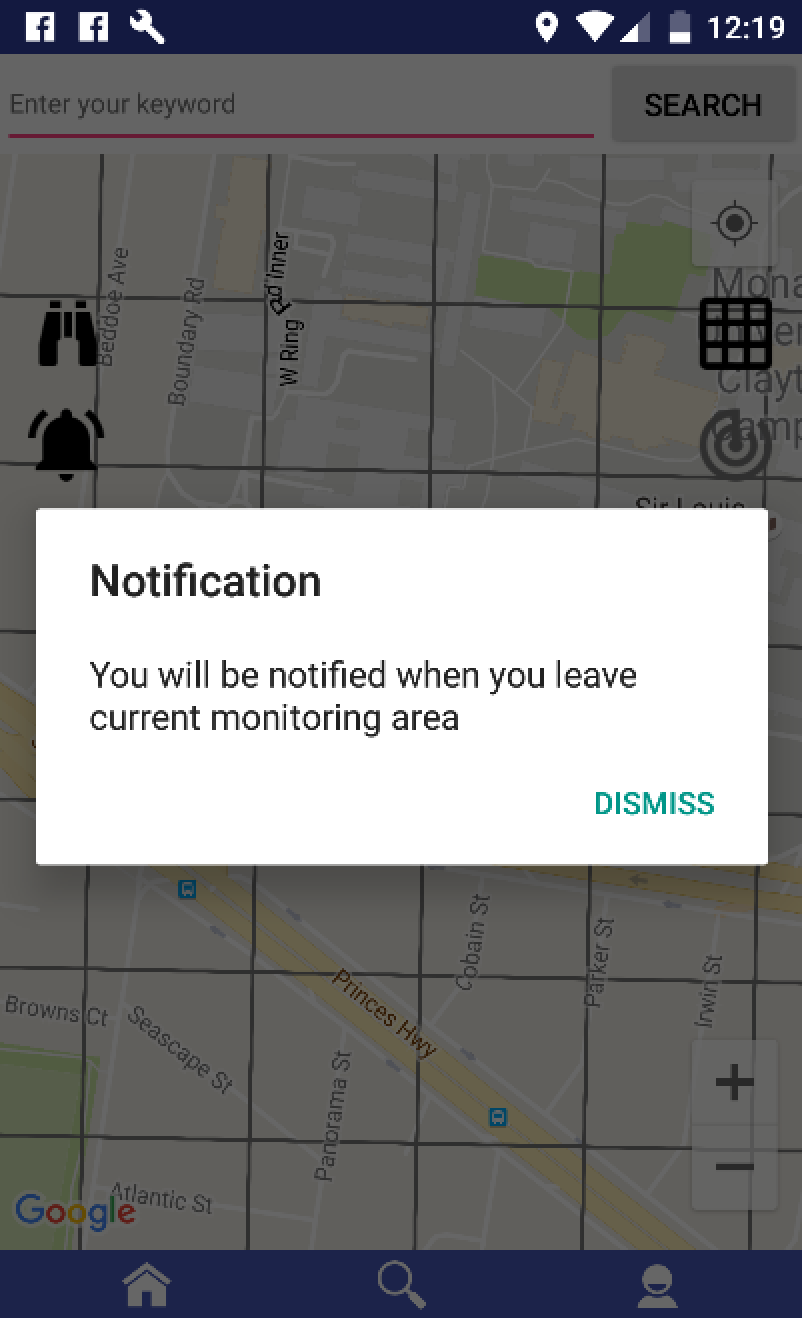 12:19
Enter your keyword
SEARCH
Beddoe Ave
Boundary Rd
W Ring Rd Inner
Clayt
Sir Louis
Notification
You will be notified when you leave
current monitoring area
DISMISS
Cobain St
Parker St
Irwin St
Princes Hwy
Browns Ct
Seascape St
Panorama St
Atlantic St
Google